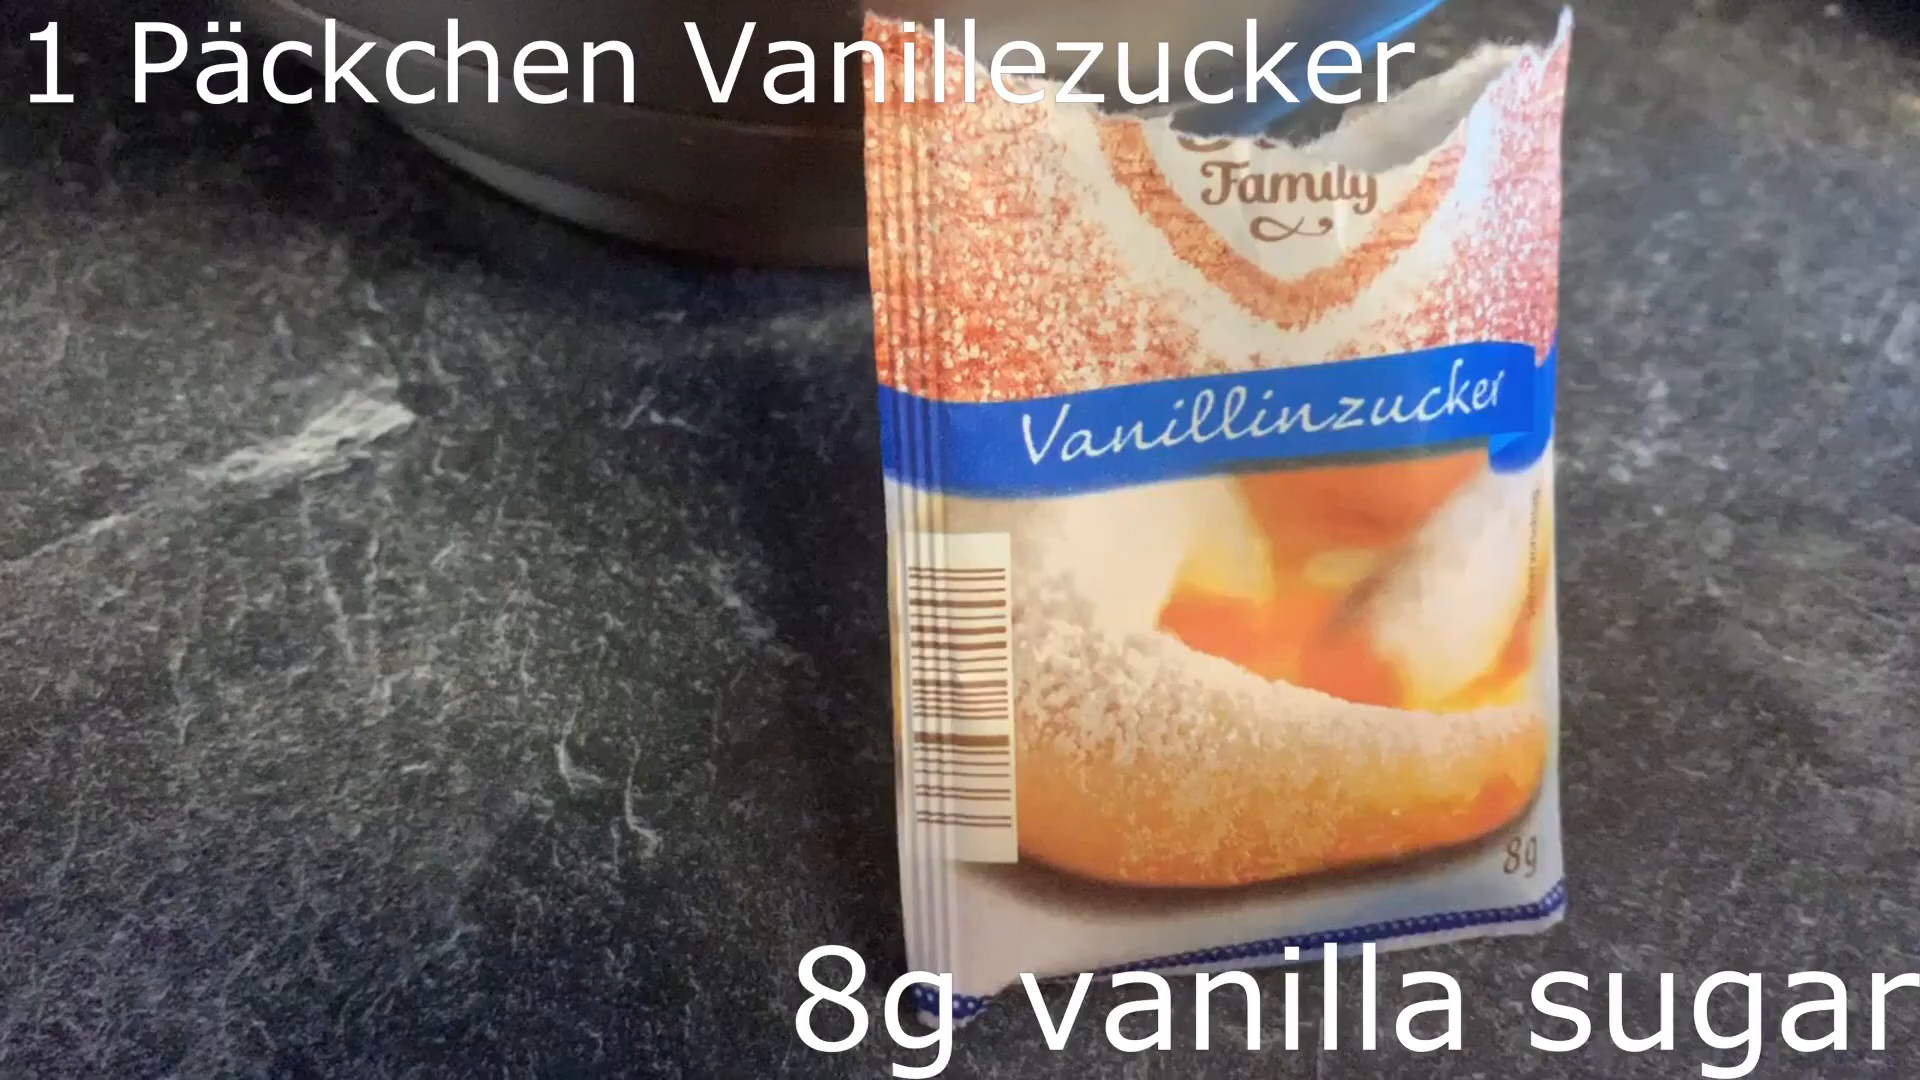 1 Päckchen Vanillezucker
Family
Vanillinzucker
8g
8g vanilla sugar